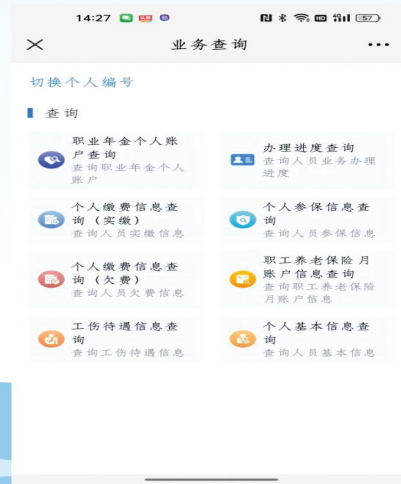 14:27
57
业务查询
切换个人编号
查询
职业年金个人账
户查询
查询职业年金个人
账户
办理进度查询
查询人员业务办理
进度
个人缴费信息查
询（实缴）
查询人员实缴信息
个人参保信息查
询
查询人员参保信息
个人缴费信息查
询（欠费）
查询人员欠费信息
职工养老保险月
账户信息查询
查询职工养老保险
月账户信息
工伤待遇信息查
询
查询工伤待遇信息
个人基本信息查
询
查询人员基本信息